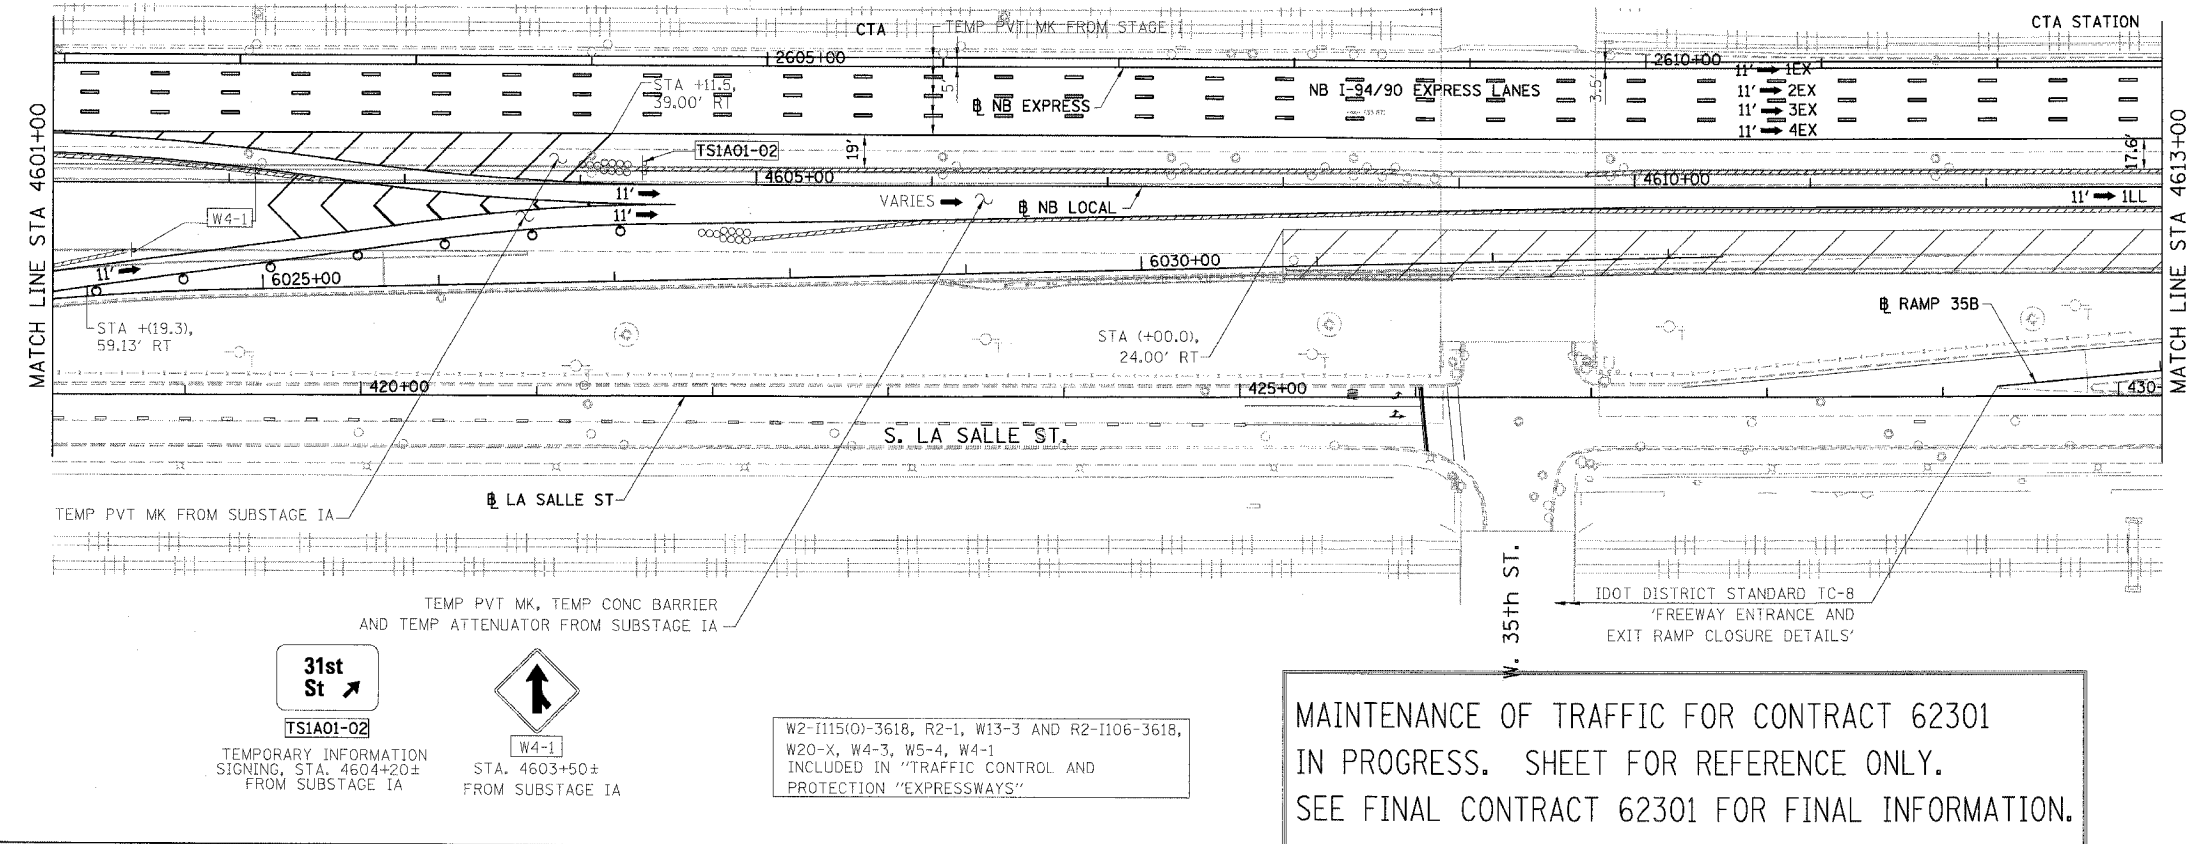 CTA
TEMP PVT MK FROM STAGE 1
CTA STATION
2605+00
2610+00
11' 1EX
11' 2EX
11' 3EX
11' 4EX
STA +11.5,
39.00' RT
5'
3.5'
℄ NB EXPRESS
NB I-94/90 EXPRESS LANES
MATCH LINE STA 4601+00
MATCH LINE STA 4613+00
TS1A01-02
19'
17.6'
4605+00
4610+00
11'
11'
VARIES
℄ NB LOCAL
11' 1LL
W4-1
11'
6025+00
6030+00
STA +(19.3),
59.13' RT
STA (+00.0),
24.00' RT
℄ RAMP 35B
420+00
425+00
430-
S. LA SALLE ST.
℄ LA SALLE ST
TEMP PVT MK FROM SUBSTAGE IA
TEMP PVT MK, TEMP CONC BARRIER
AND TEMP ATTENUATOR FROM SUBSTAGE IA
W. 35th ST.
IDOT DISTRICT STANDARD TC-8
'FREEWAY ENTRANCE AND
EXIT RAMP CLOSURE DETAILS'
31st
St
TS1A01-02
TEMPORARY INFORMATION
SIGNING, STA. 4604+20±
FROM SUBSTAGE IA
W4-1
STA. 4603+50±
FROM SUBSTAGE IA
W2-I115(O)-3618, R2-1, W13-3 AND R2-I106-3618,
W20-X, W4-3, W5-4, W4-1
INCLUDED IN "TRAFFIC CONTROL AND
PROTECTION "EXPRESSWAYS"
MAINTENANCE OF TRAFFIC FOR CONTRACT 62301
IN PROGRESS. SHEET FOR REFERENCE ONLY.
SEE FINAL CONTRACT 62301 FOR FINAL INFORMATION.